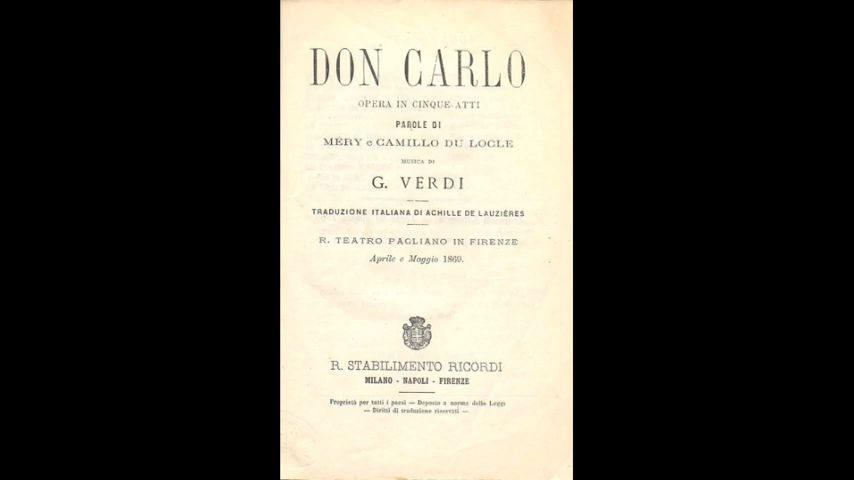 DON CARLO
OPERA IN CINQUE ATTI
PAROLE DI
MÉRY e CAMILLO DU LOCLE
MUSICA DI
G. VERDI
TRADUZIONE ITALIANA DI ACHILLE DE LAUZIÈRES
R. TEATRO PAGLIANO IN FIRENZE
Aprile e Maggio 1869.
R. STABILIMENTO RICORDI
MILANO - NAPOLI - FIRENZE
Proprietà per tutti i paesi — Deposto a norma delle Leggi
— Diritti di traduzione riservati —